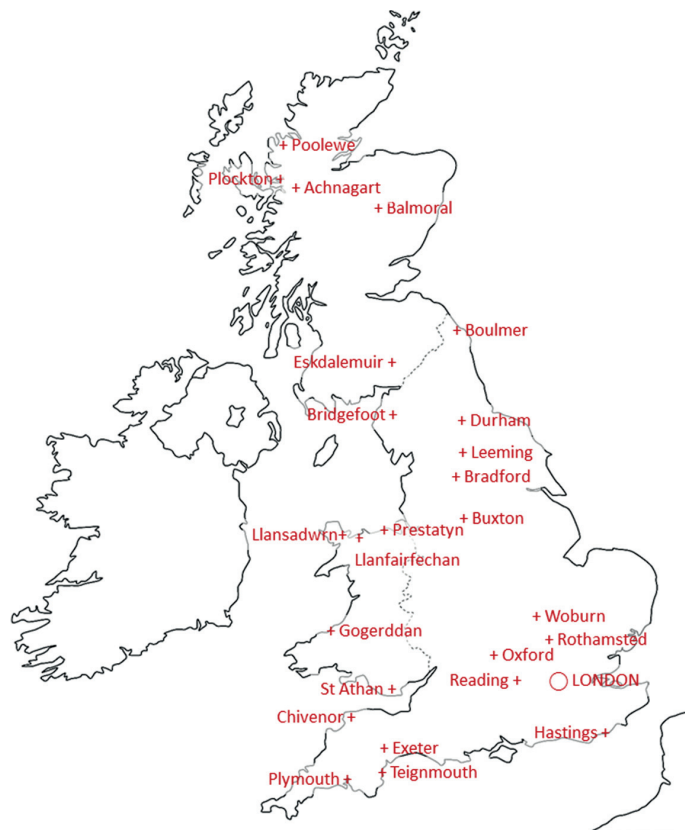 Poolewe
Plockton
Achnagart
Balmoral
Boulmer
Eskdalemuir
Bridgefoot
Durham
Leeming
Bradford
Buxton
Prestatyn
Llansadwrn
Llanfairfechan
Woburn
Gogerddan
Rothamsted
Oxford
Reading
LONDON
St Athan
Chivenor
Hastings
Exeter
Teignmouth
Plymouth